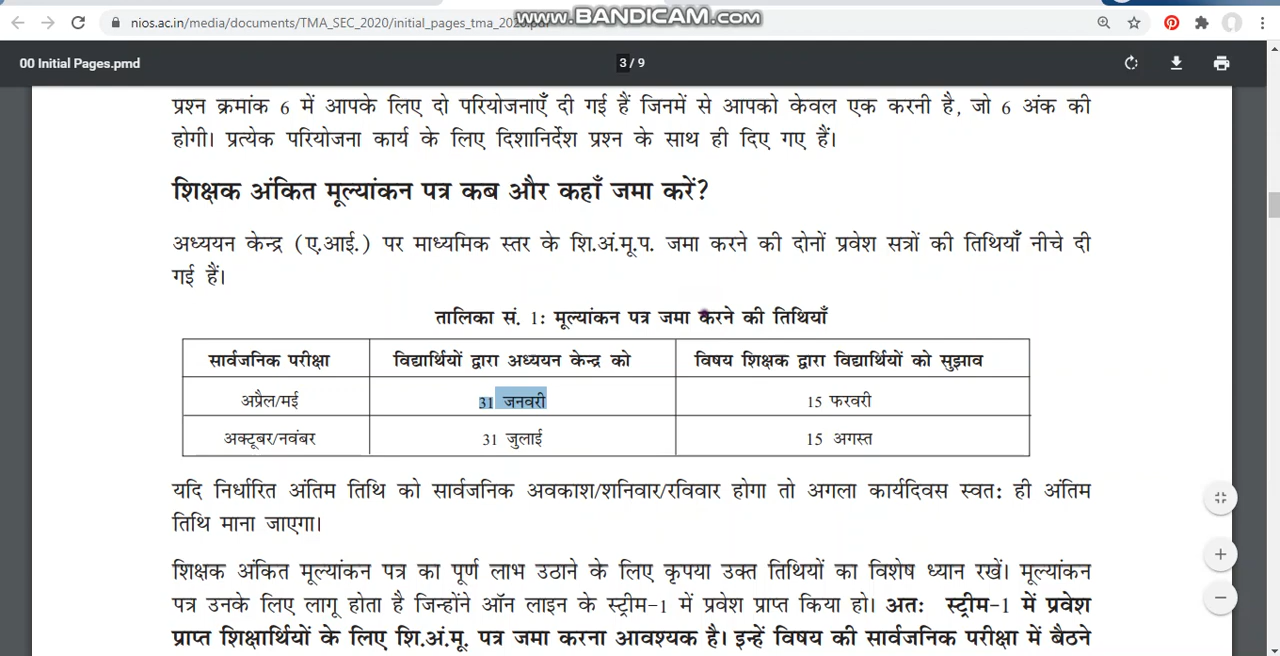 www.BANDICAM.com
nios.ac.in/media/documents/TMA_SEC_2020/initial_pages_tma_2020.pdf
00 Initial Pages.pmd
3 / 9
प्रश्न क्रमांक 6 में आपके लिए दो परियोजनाएँ दी गई हैं जिनमें से आपको केवल एक करनी है, जो 6 अंक की
होगी। प्रत्येक परियोजना कार्य के लिए दिशानिर्देश प्रश्न के साथ ही दिए गए हैं।
शिक्षक अंकित मूल्यांकन पत्र कब और कहाँ जमा करें?
अध्ययन केन्द्र (ए.आई.) पर माध्यमिक स्तर के शि.अं.मू.प. जमा करने की दोनों प्रवेश सत्रों की तिथियाँ नीचे दी
गई हैं।
तालिका सं. 1: मूल्यांकन पत्र जमा करने की तिथियाँ
सार्वजनिक परीक्षा विद्यार्थियों द्वारा अध्ययन केन्द्र को विषय शिक्षक द्वारा विद्यार्थियों को सुझाव
अप्रैल/मई 31 जनवरी 15 फरवरी
अक्टूबर/नवंबर 31 जुलाई 15 अगस्त
यदि निर्धारित अंतिम तिथि को सार्वजनिक अवकाश/शनिवार/रविवार होगा तो अगला कार्यदिवस स्वत: ही अंतिम
तिथि माना जाएगा।
शिक्षक अंकित मूल्यांकन पत्र का पूर्ण लाभ उठाने के लिए कृपया उक्त तिथियों का विशेष ध्यान रखें। मूल्यांकन
पत्र उनके लिए लागू होता है जिन्होंने ऑन लाइन के स्ट्रीम-1 में प्रवेश प्राप्त किया हो। अत: स्ट्रीम-1 में प्रवेश
प्राप्त शिक्षार्थियों के लिए शि.अं.मू. पत्र जमा करना आवश्यक है। इन्हें विषय की सार्वजनिक परीक्षा में बैठने